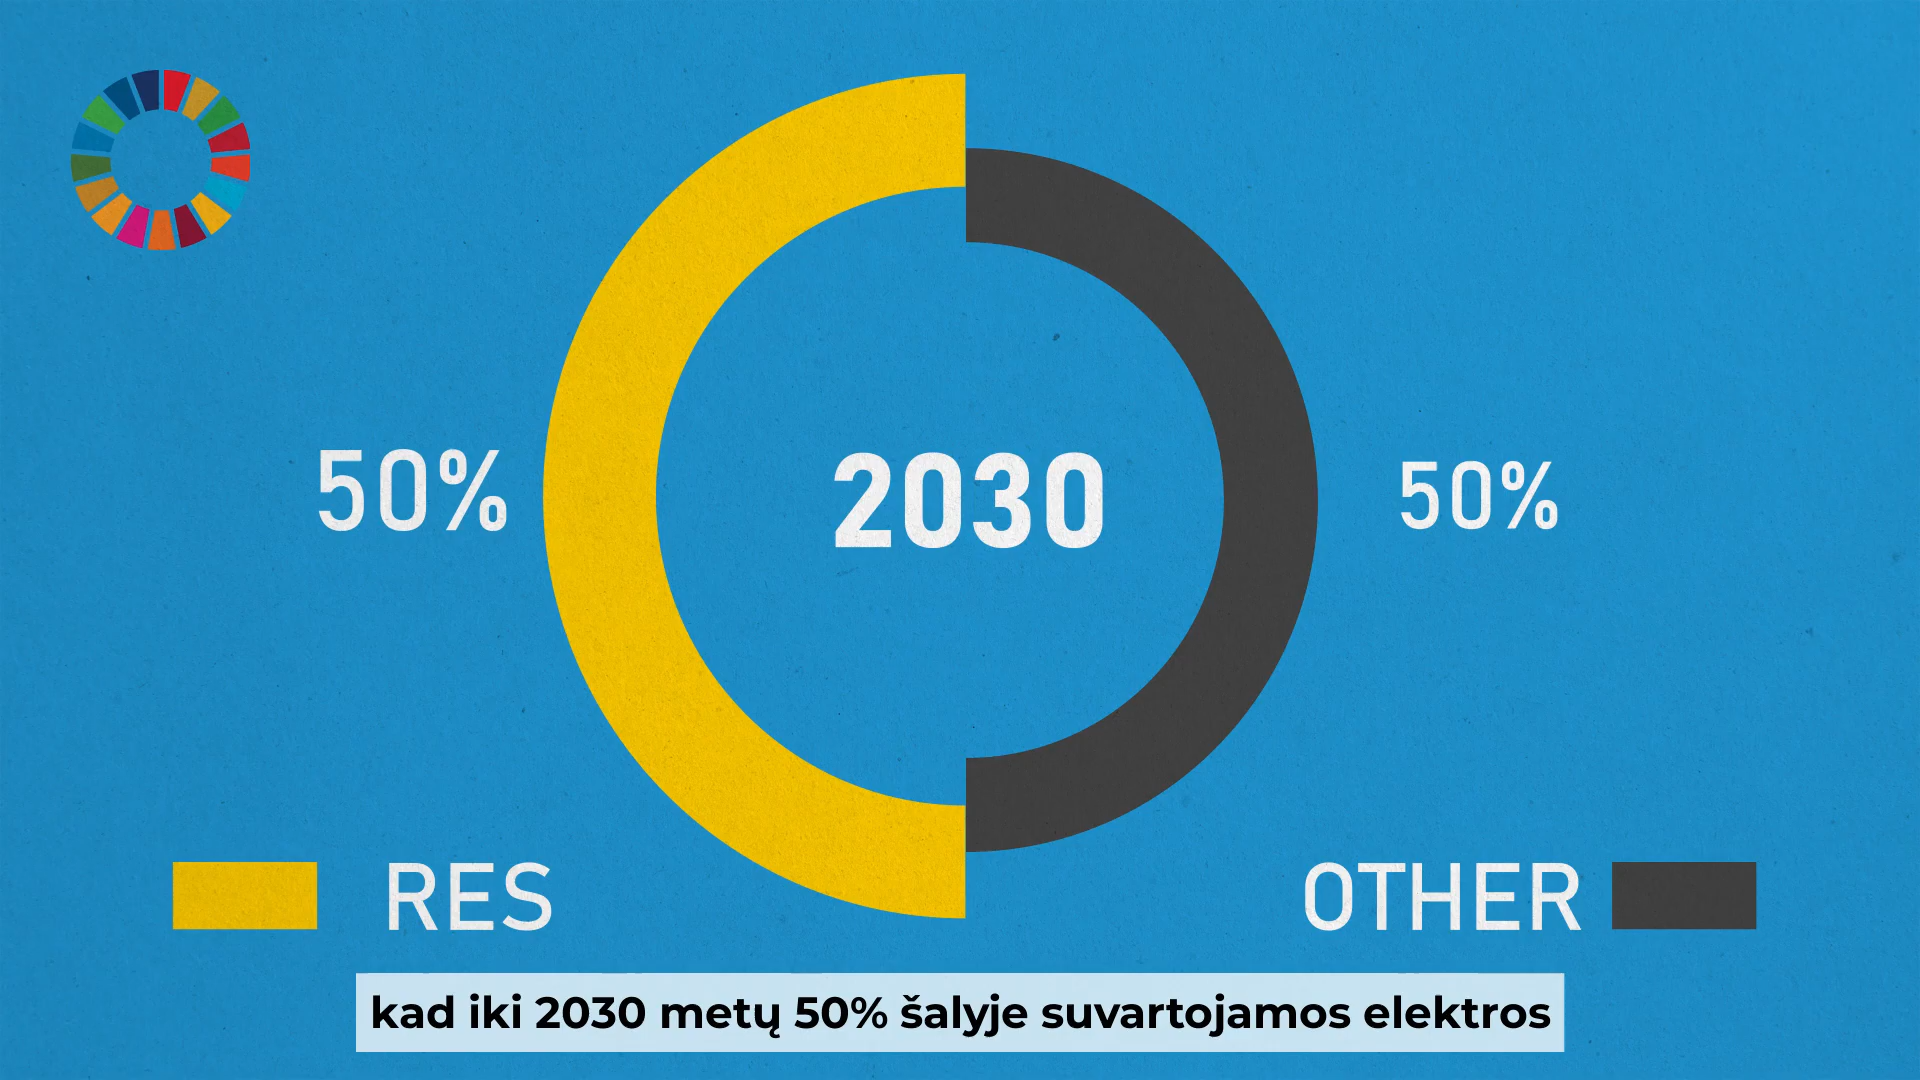 50%
2030
50%
RES
OTHER
kad iki 2030 metų 50% šalyje suvartojamos elektros